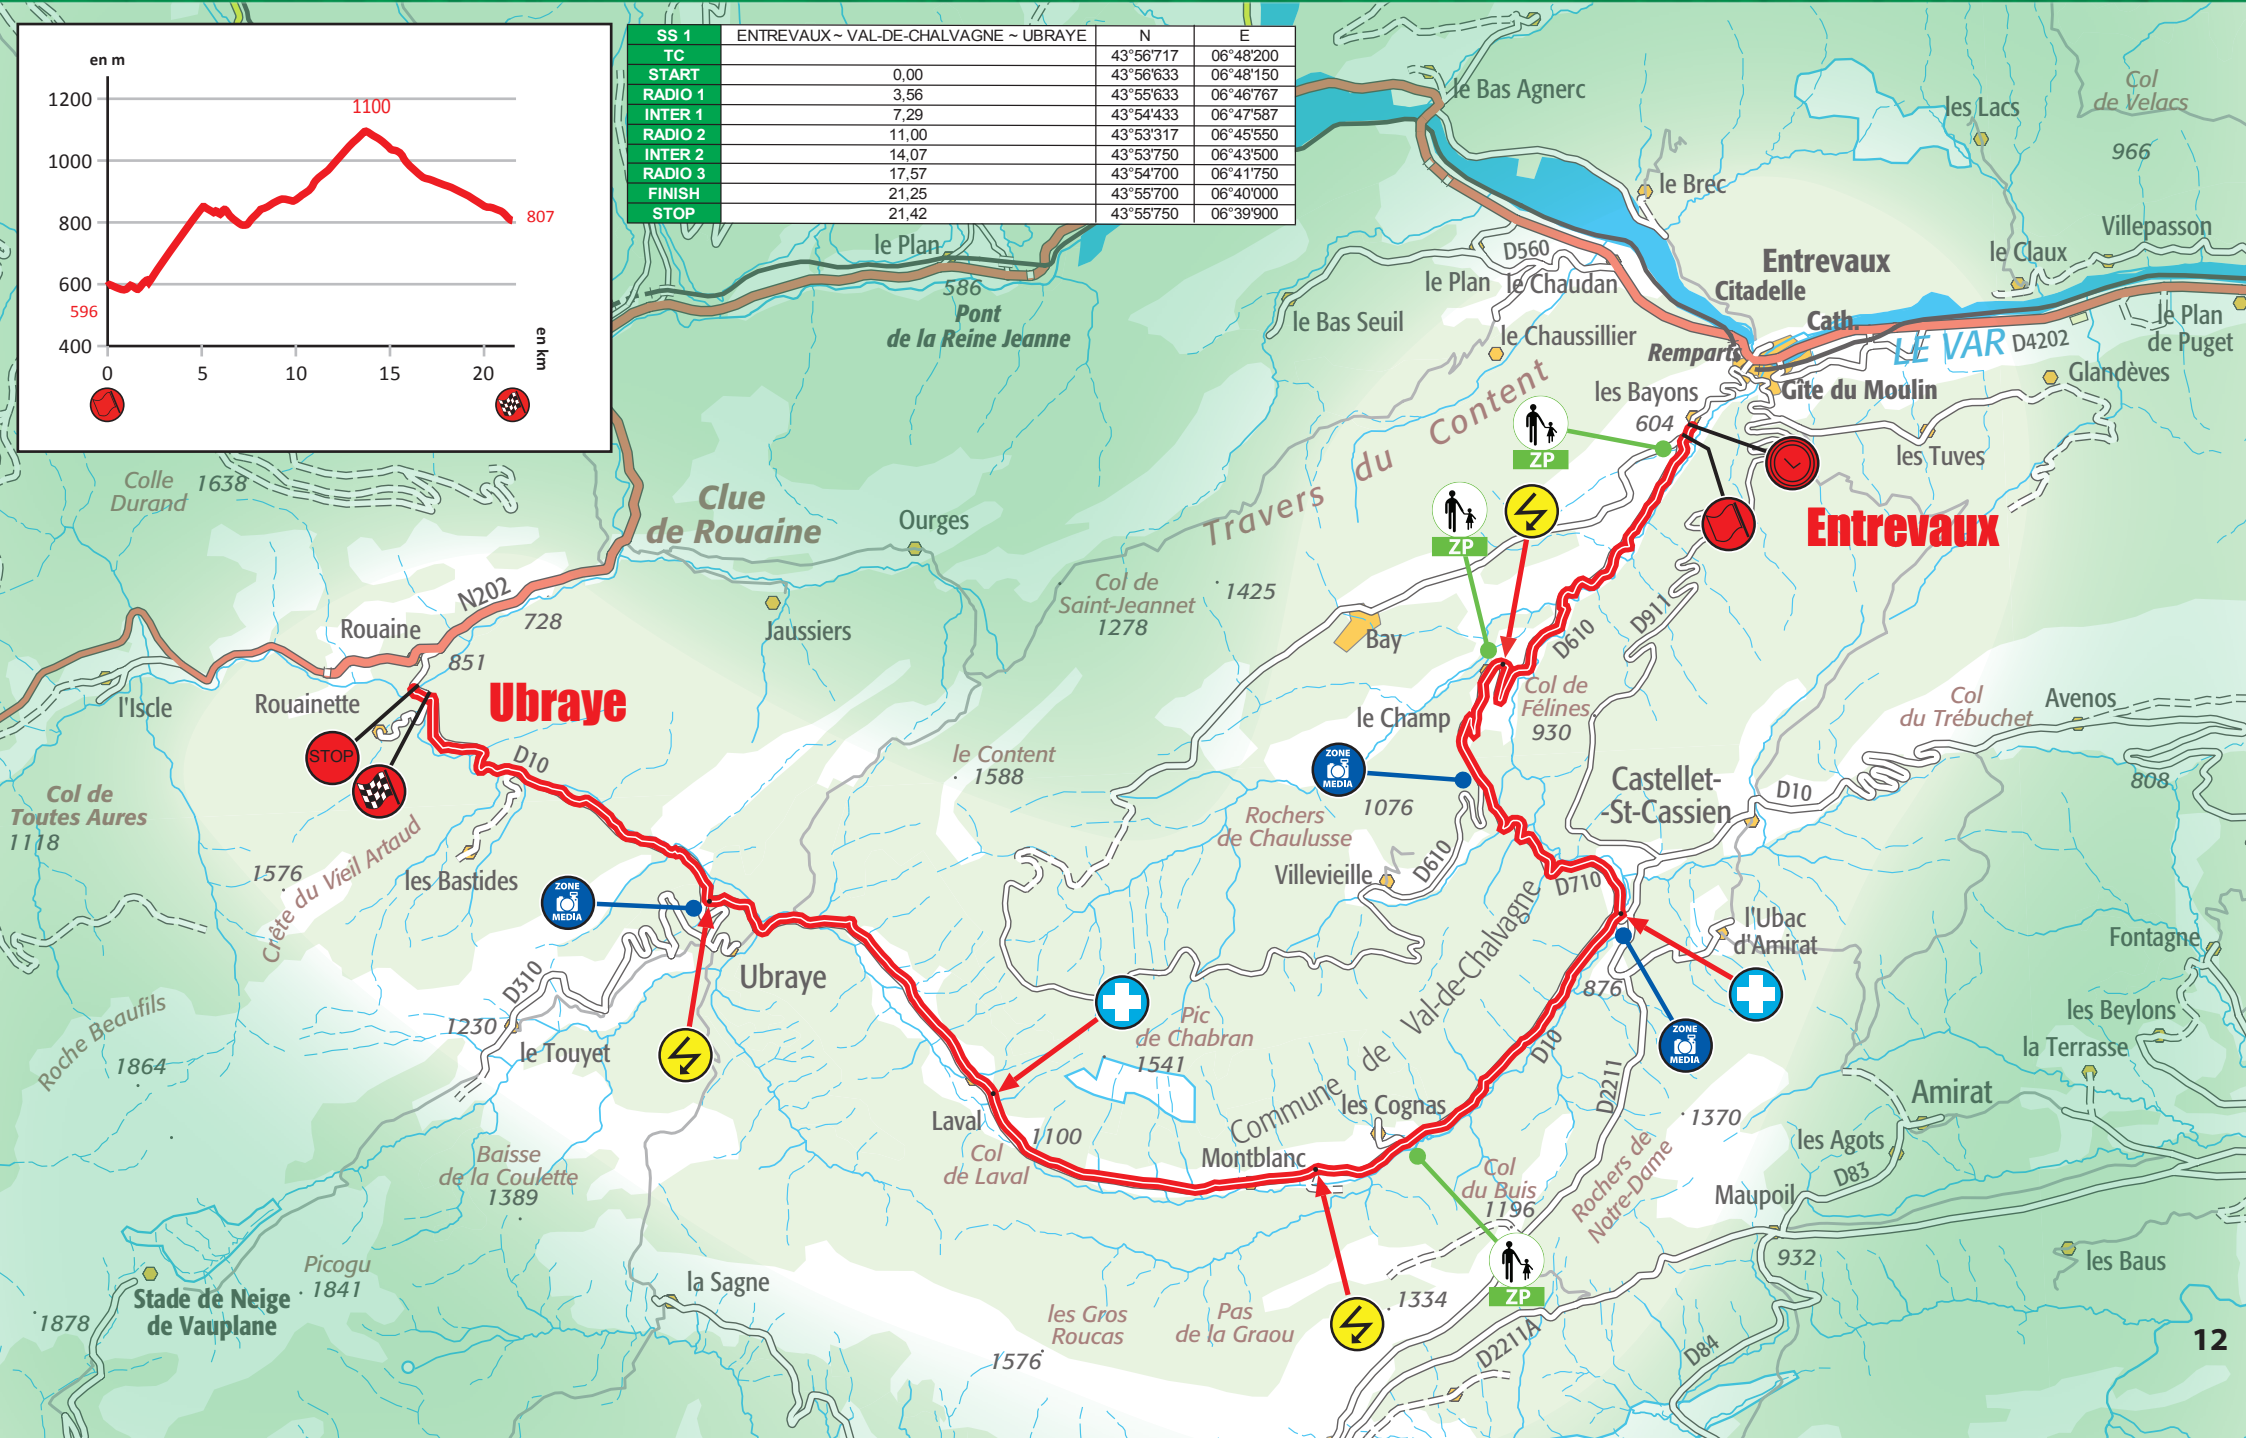 en m
1200
1000
800
600
400
1100
807
596
0
5
10
15
20
en km
SS 1 ENTREVAUX ~ VAL-DE-CHALVAGNE ~ UBRAYE N E
TC 43°56'717 06°48'200
START 0,00 43°56'633 06°48'150
RADIO 1 3,56 43°55'633 06°46'767
INTER 1 7,29 43°54'433 06°47'587
RADIO 2 11,00 43°53'317 06°45'550
INTER 2 14,07 43°53'750 06°43'500
RADIO 3 17,57 43°54'700 06°41'750
FINISH 21,25 43°55'700 06°40'000
STOP 21,42 43°55'750 06°39'900
le Bas Agnerc
les Lacs
Col
de Velacs
966
le Brec
Villepasson
le Claux
Entrevaux
Citadelle
Cath.
Remparts
LE VAR
D4202
le Plan
de Puget
Glandèves
Gîte du Moulin
les Tuves
le Plan
586
Pont
de la Reine Jeanne
D560
le Plan
le Chaudan
le Bas Seuil
le Chaussillier
les Bayons
604
Travers du Content
ZP
ZP
Entrevaux
Colle
Durand
1638
Clue
de Rouaine
Ourges
N202
728
Rouaine
851
Jaussiers
Col de
Saint-Jeannet
1278
1425
Bay
D610
D911
l'Iscle
Rouainette
Ubraye
STOP
D10
Col de
Félines
930
le Champ
Col
du Trébuchet
Avenos
808
le Content
1588
ZONE
MEDIA
1076
Rochers
de Chaulusse
Villevieille
D610
Castellet-
-St-Cassien
D10
D710
Col de
Toutes Aures
1118
1576
Crête du Vieil Artaud
les Bastides
ZONE
MEDIA
Ubraye
D310
1230
le Touyet
Roche Beaufils
1864
l'Ubac
d'Amirat
876
ZONE
MEDIA
Fontagne
les Beylons
la Terrasse
Amirat
Pic
de Chabran
1541
Commune de Val-de-Chalvagne
D10
D2211
1370
les Cognas
Laval
1100
Col
de Laval
Montblanc
Col
du Buis
1196
Rochers de
Notre-Dame
les Agots
D83
Maupoil
932
les Baus
Baisse
de la Coulette
1389
Picogu
1841
Stade de Neige
de Vauplane
1878
la Sagne
les Gros
Roucas
1576
Pas
de la Graou
1334
ZP
D2211A
D84
12